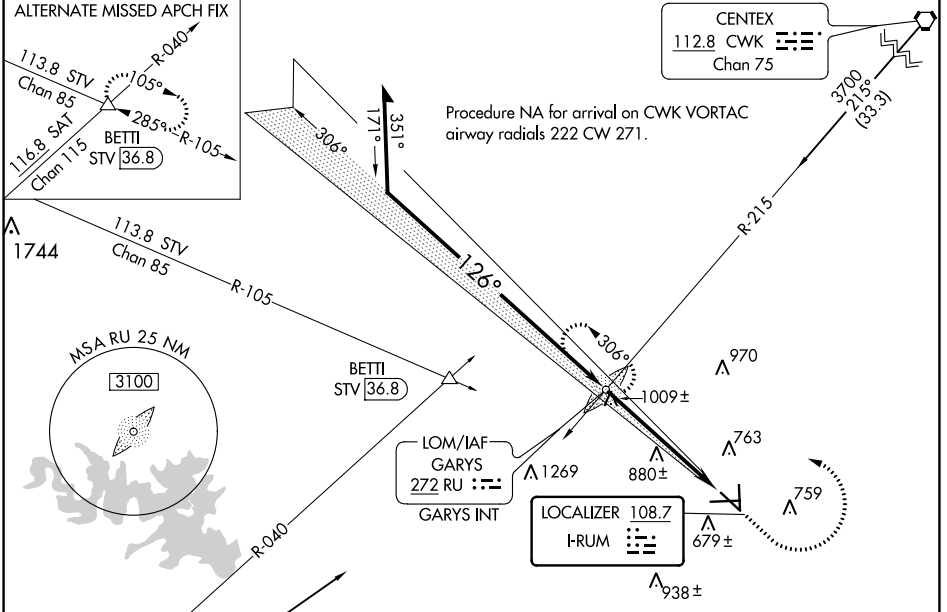 ALTERNATE MISSED APCH FIX
R-040
113.8 STV
Chan 85
105°
285°
R-105
116.8 SAT
Chan 115
BETTI
STV 36.8
CENTEX
112.8 CWK
Chan 75
3700
215°
(33.3)
R-215
Procedure NA for arrival on CWK VORTAC
airway radials 222 CW 271.
306°
171°
351°
126°
1744
113.8 STV
Chan 85
R-105
MSA RU 25 NM
3100
BETTI
STV 36.8
306°
970
1009±
LOM/IAF
GARYS
272 RU
GARYS INT
1269
880±
763
759
LOCALIZER 108.7
I-RUM
679±
938±
R-040